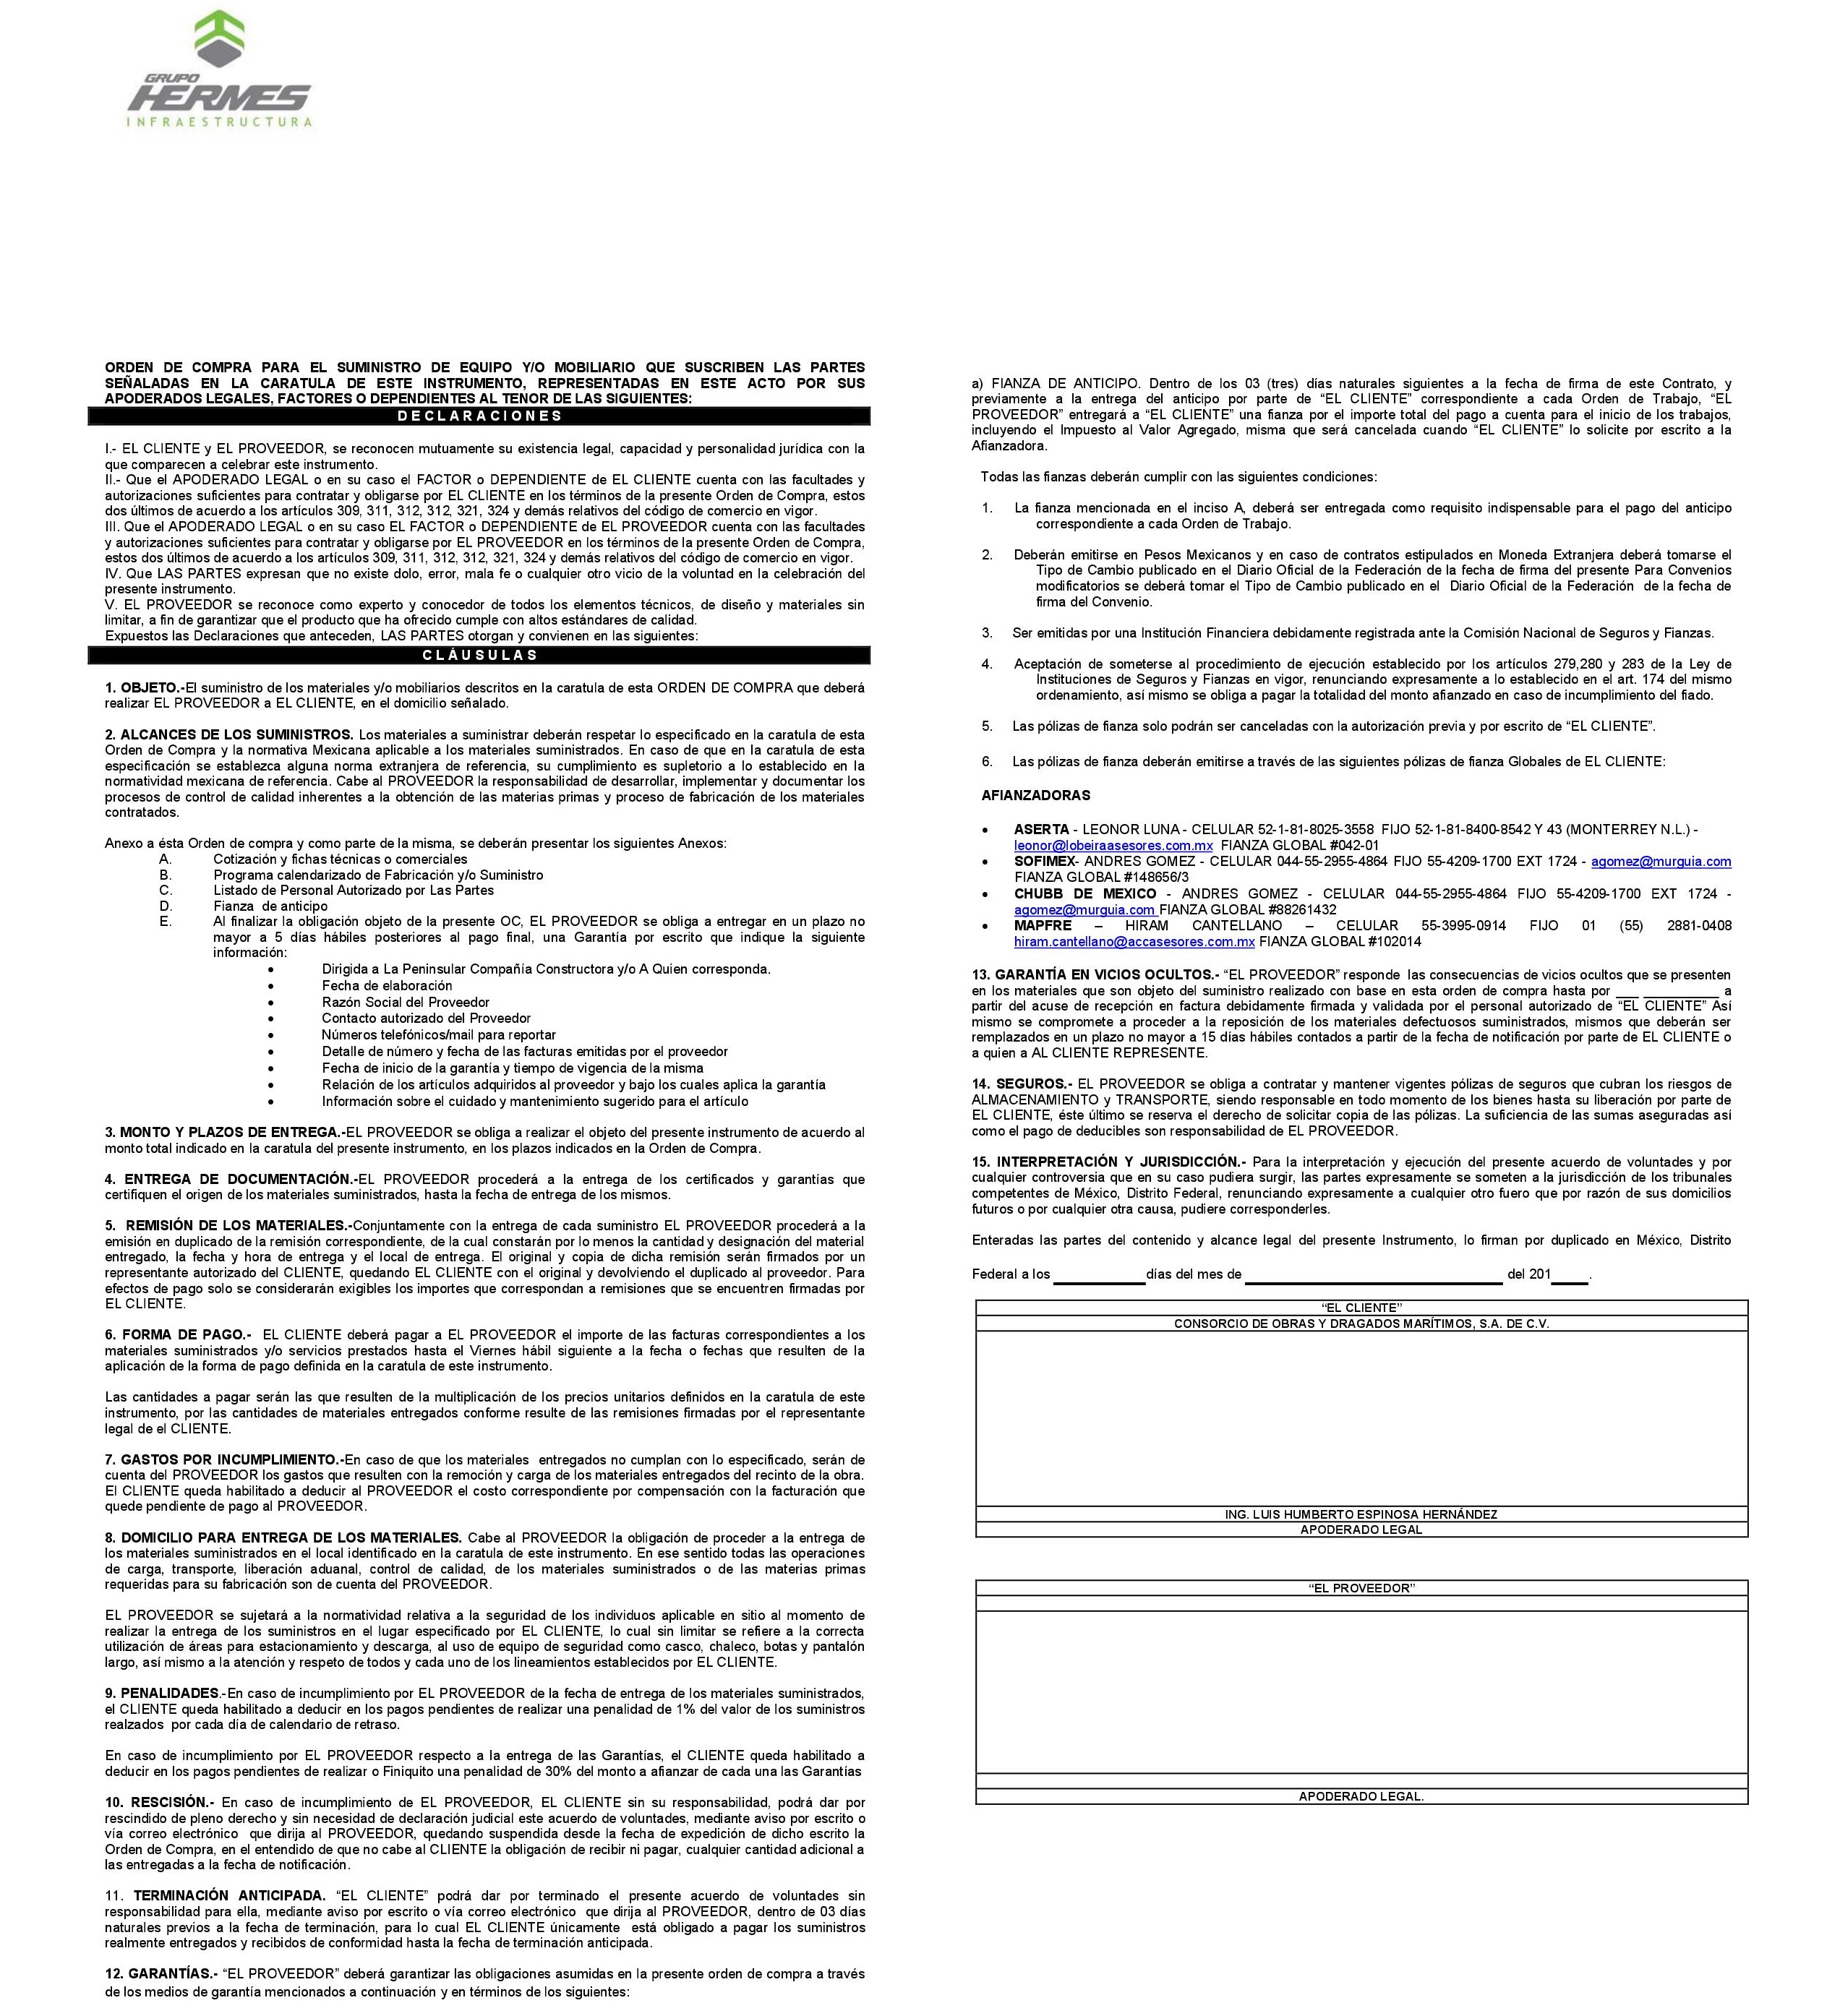 GRUPO
HERMES
INFRAESTRUCTURA
ORDEN DE COMPRA PARA EL SUMINISTRO DE EQUIPO Y/O MOBILIARIO QUE SUSCRIBEN LAS PARTES
SEÑALADAS EN LA CARATULA DE ESTE INSTRUMENTO, REPRESENTADAS EN ESTE ACTO POR SUS
APODERADOS LEGALES, FACTORES O DEPENDIENTES AL TENOR DE LAS SIGUIENTES:
DECLARACIONES
I.- EL CLIENTE y EL PROVEEDOR, se reconocen mutuamente su existencia legal, capacidad y personalidad jurídica con la
que comparecen a celebrar este instrumento.
II.- Que el APODERADO LEGAL o en su caso el FACTOR o DEPENDIENTE de EL CLIENTE cuenta con las facultades y
autorizaciones suficientes para contratar y obligarse por EL CLIENTE en los términos de la presente Orden de Compra, estos
dos últimos de acuerdo a los artículos 309, 311, 312, 312, 321, 324 y demás relativos del código de comercio en vigor.
III. Que el APODERADO LEGAL o en su caso EL FACTOR o DEPENDIENTE de EL PROVEEDOR cuenta con las facultades
y autorizaciones suficientes para contratar y obligarse por EL PROVEEDOR en los términos de la presente Orden de Compra,
estos dos últimos de acuerdo a los artículos 309, 311, 312, 312, 321, 324 y demás relativos del código de comercio en vigor.
IV. Que LAS PARTES expresan que no existe dolo, error, mala fe o cualquier otro vicio de la voluntad en la celebración del
presente instrumento.
V. EL PROVEEDOR se reconoce como experto y conocedor de todos los elementos técnicos, de diseño y materiales sin
limitar, a fin de garantizar que el producto que ha ofrecido cumple con altos estándares de calidad.
Expuestos las Declaraciones que anteceden, LAS PARTES otorgan y convienen en las siguientes:
CLÁUSULAS
1. OBJETO.-El suministro de los materiales y/o mobiliarios descritos en la caratula de esta ORDEN DE COMPRA que deberá
realizar EL PROVEEDOR a EL CLIENTE, en el domicilio señalado.
2. ALCANCES DE LOS SUMINISTROS. Los materiales a suministrar deberán respetar lo especificado en la caratula de esta
Orden de Compra y la normativa Mexicana aplicable a los materiales suministrados. En caso de que en la caratula de esta
especificación se establezca alguna norma extranjera de referencia, su cumplimiento es supletorio a lo establecido en la
normatividad mexicana de referencia. Cabe al PROVEEDOR la responsabilidad de desarrollar, implementar y documentar los
procesos de control de calidad inherentes a la obtención de las materias primas y proceso de fabricación de los materiales
contratados.
Anexo a ésta Orden de compra y como parte de la misma, se deberán presentar los siguientes Anexos:
A. Cotización y fichas técnicas o comerciales
B. Programa calendarizado de Fabricación y/o Suministro
C. Listado de Personal Autorizado por Las Partes
D. Fianza de anticipo
E. Al finalizar la obligación objeto de la presente OC, EL PROVEEDOR se obliga a entregar en un plazo no
mayor a 5 días hábiles posteriores al pago final, una Garantía por escrito que indique la siguiente
información:
• Dirigida a La Peninsular Compañía Constructora y/o A Quien corresponda.
• Fecha de elaboración
• Razón Social del Proveedor
• Contacto autorizado del Proveedor
• Números telefónicos/mail para reportar
• Detalle de número y fecha de las facturas emitidas por el proveedor
• Fecha de inicio de la garantía y tiempo de vigencia de la misma
• Relación de los artículos adquiridos al proveedor y bajo los cuales aplica la garantía
• Información sobre el cuidado y mantenimiento sugerido para el artículo
3. MONTO Y PLAZOS DE ENTREGA.-EL PROVEEDOR se obliga a realizar el objeto del presente instrumento de acuerdo al
monto total indicado en la caratula del presente instrumento, en los plazos indicados en la Orden de Compra.
4. ENTREGA DE DOCUMENTACIÓN.-EL PROVEEDOR procederá a la entrega de los certificados y garantías que
certifiquen el origen de los materiales suministrados, hasta la fecha de entrega de los mismos.
5. REMISIÓN DE LOS MATERIALES.-Conjuntamente con la entrega de cada suministro EL PROVEEDOR procederá a la
emisión en duplicado de la remisión correspondiente, de la cual constarán por lo menos la cantidad y designación del material
entregado, la fecha y hora de entrega y el local de entrega. El original y copia de dicha remisión serán firmados por un
representante autorizado del CLIENTE, quedando EL CLIENTE con el original y devolviendo el duplicado al proveedor. Para
efectos de pago solo se considerarán exigibles los importes que correspondan a remisiones que se encuentren firmadas por
EL CLIENTE.
6. FORMA DE PAGO.- EL CLIENTE deberá pagar a EL PROVEEDOR el importe de las facturas correspondientes a los
materiales suministrados y/o servicios prestados hasta el Viernes hábil siguiente a la fecha o fechas que resulten de la
aplicación de la forma de pago definida en la caratula de este instrumento.
Las cantidades a pagar serán las que resulten de la multiplicación de los precios unitarios definidos en la caratula de este
instrumento, por las cantidades de materiales entregados conforme resulte de las remisiones firmadas por el representante
legal de el CLIENTE.
7. GASTOS POR INCUMPLIMIENTO.-En caso de que los materiales entregados no cumplan con lo especificado, serán de
cuenta del PROVEEDOR los gastos que resulten con la remoción y carga de los materiales entregados del recinto de la obra.
El CLIENTE queda habilitado a deducir al PROVEEDOR el costo correspondiente por compensación con la facturación que
quede pendiente de pago al PROVEEDOR.
8. DOMICILIO PARA ENTREGA DE LOS MATERIALES. Cabe al PROVEEDOR la obligación de proceder a la entrega de
los materiales suministrados en el local identificado en la caratula de este instrumento. En ese sentido todas las operaciones
de carga, transporte, liberación aduanal, control de calidad, de los materiales suministrados o de las materias primas
requeridas para su fabricación son de cuenta del PROVEEDOR.
EL PROVEEDOR se sujetará a la normatividad relativa a la seguridad de los individuos aplicable en sitio al momento de
realizar la entrega de los suministros en el lugar especificado por EL CLIENTE, lo cual sin limitar se refiere a la correcta
utilización de áreas para estacionamiento y descarga, al uso de equipo de seguridad como casco, chaleco, botas y pantalón
largo, así mismo a la atención y respeto de todos y cada uno de los lineamientos establecidos por EL CLIENTE.
9. PENALIDADES.-En caso de incumplimiento por EL PROVEEDOR de la fecha de entrega de los materiales suministrados,
el CLIENTE queda habilitado a deducir en los pagos pendientes de realizar una penalidad de 1% del valor de los suministros
realzados por cada día de calendario de retraso.
En caso de incumplimiento por EL PROVEEDOR respecto a la entrega de las Garantías, el CLIENTE queda habilitado a
deducir en los pagos pendientes de realizar o Finiquito una penalidad de 30% del monto a afianzar de cada una las Garantías
10. RESCISIÓN.- En caso de incumplimiento de EL PROVEEDOR, EL CLIENTE sin su responsabilidad, podrá dar por
rescindido de pleno derecho y sin necesidad de declaración judicial este acuerdo de voluntades, mediante aviso por escrito o
vía correo electrónico que dirija al PROVEEDOR, quedando suspendida desde la fecha de expedición de dicho escrito la
Orden de Compra, en el entendido de que no cabe al CLIENTE la obligación de recibir ni pagar, cualquier cantidad adicional a
las entregadas a la fecha de notificación.
11. TERMINACIÓN ANTICIPADA. “EL CLIENTE” podrá dar por terminado el presente acuerdo de voluntades sin
responsabilidad para ella, mediante aviso por escrito o vía correo electrónico que dirija al PROVEEDOR, dentro de 03 días
naturales previos a la fecha de terminación, para lo cual EL CLIENTE únicamente está obligado a pagar los suministros
realmente entregados y recibidos de conformidad hasta la fecha de terminación anticipada.
12. GARANTÍAS.- “EL PROVEEDOR” deberá garantizar las obligaciones asumidas en la presente orden de compra a través
de los medios de garantía mencionados a continuación y en términos de los siguientes:
a) FIANZA DE ANTICIPO. Dentro de los 03 (tres) días naturales siguientes a la fecha de firma de este Contrato, y
previamente a la entrega del anticipo por parte de “EL CLIENTE” correspondiente a cada Orden de Trabajo, “EL
PROVEEDOR” entregará a “EL CLIENTE” una fianza por el importe total del pago a cuenta para el inicio de los trabajos,
incluyendo el Impuesto al Valor Agregado, misma que será cancelada cuando “EL CLIENTE” lo solicite por escrito a la
Afianzadora.
Todas las fianzas deberán cumplir con las siguientes condiciones:
1. La fianza mencionada en el inciso A, deberá ser entregada como requisito indispensable para el pago del anticipo
correspondiente a cada Orden de Trabajo.
2. Deberán emitirse en Pesos Mexicanos y en caso de contratos estipulados en Moneda Extranjera deberá tomarse el
Tipo de Cambio publicado en el Diario Oficial de la Federación de la fecha de firma del presente Para Convenios
modificatorios se deberá tomar el Tipo de Cambio publicado en el Diario Oficial de la Federación de la fecha de
firma del Convenio.
3. Ser emitidas por una Institución Financiera debidamente registrada ante la Comisión Nacional de Seguros y Fianzas.
4. Aceptación de someterse al procedimiento de ejecución establecido por los artículos 279,280 y 283 de la Ley de
Instituciones de Seguros y Fianzas en vigor, renunciando expresamente a lo establecido en el art. 174 del mismo
ordenamiento, así mismo se obliga a pagar la totalidad del monto afianzado en caso de incumplimiento del fiado.
5. Las pólizas de fianza solo podrán ser canceladas con la autorización previa y por escrito de “EL CLIENTE”.
6. Las pólizas de fianza deberán emitirse a través de las siguientes pólizas de fianza Globales de EL CLIENTE:
AFIANZADORAS
• ASERTA - LEONOR LUNA - CELULAR 52-1-81-8025-3558 FIJO 52-1-81-8400-8542 Y 43 (MONTERREY N.L.) -
leonor@lobeiraasesores.com.mx FIANZA GLOBAL #042-01
• SOFIMEX- ANDRES GOMEZ - CELULAR 044-55-2955-4864 FIJO 55-4209-1700 EXT 1724 - agomez@murguia.com
FIANZA GLOBAL #148656/3
• CHUBB DE MEXICO - ANDRES GOMEZ - CELULAR 044-55-2955-4864 FIJO 55-4209-1700 EXT 1724 -
agomez@murguia.com FIANZA GLOBAL #88261432
• MAPFRE – HIRAM CANTELLANO – CELULAR 55-3995-0914 FIJO 01 (55) 2881-0408
hiram.cantellano@accasesores.com.mx FIANZA GLOBAL #102014
13. GARANTÍA EN VICIOS OCULTOS.- “EL PROVEEDOR” responde las consecuencias de vicios ocultos que se presenten
en los materiales que son objeto del suministro realizado con base en esta orden de compra hasta por ___ __________ a
partir del acuse de recepción en factura debidamente firmada y validada por el personal autorizado de “EL CLIENTE” Así
mismo se compromete a proceder a la reposición de los materiales defectuosos suministrados, mismos que deberán ser
remplazados en un plazo no mayor a 15 días hábiles contados a partir de la fecha de notificación por parte de EL CLIENTE o
a quien a AL CLIENTE REPRESENTE.
14. SEGUROS.- EL PROVEEDOR se obliga a contratar y mantener vigentes pólizas de seguros que cubran los riesgos de
ALMACENAMIENTO y TRANSPORTE, siendo responsable en todo momento de los bienes hasta su liberación por parte de
EL CLIENTE, éste último se reserva el derecho de solicitar copia de las pólizas. La suficiencia de las sumas aseguradas así
como el pago de deducibles son responsabilidad de EL PROVEEDOR.
15. INTERPRETACIÓN Y JURISDICCIÓN.- Para la interpretación y ejecución del presente acuerdo de voluntades y por
cualquier controversia que en su caso pudiera surgir, las partes expresamente se someten a la jurisdicción de los tribunales
competentes de México, Distrito Federal, renunciando expresamente a cualquier otro fuero que por razón de sus domicilios
futuros o por cualquier otra causa, pudiere corresponderles.
Enteradas las partes del contenido y alcance legal del presente Instrumento, lo firman por duplicado en México, Distrito
Federal a los ____________días del mes de ______________________________ del 201____.
“EL CLIENTE”
CONSORCIO DE OBRAS Y DRAGADOS MARÍTIMOS, S.A. DE C.V.
ING. LUIS HUMBERTO ESPINOSA HERNÁNDEZ
APODERADO LEGAL
“EL PROVEEDOR”
APODERADO LEGAL.